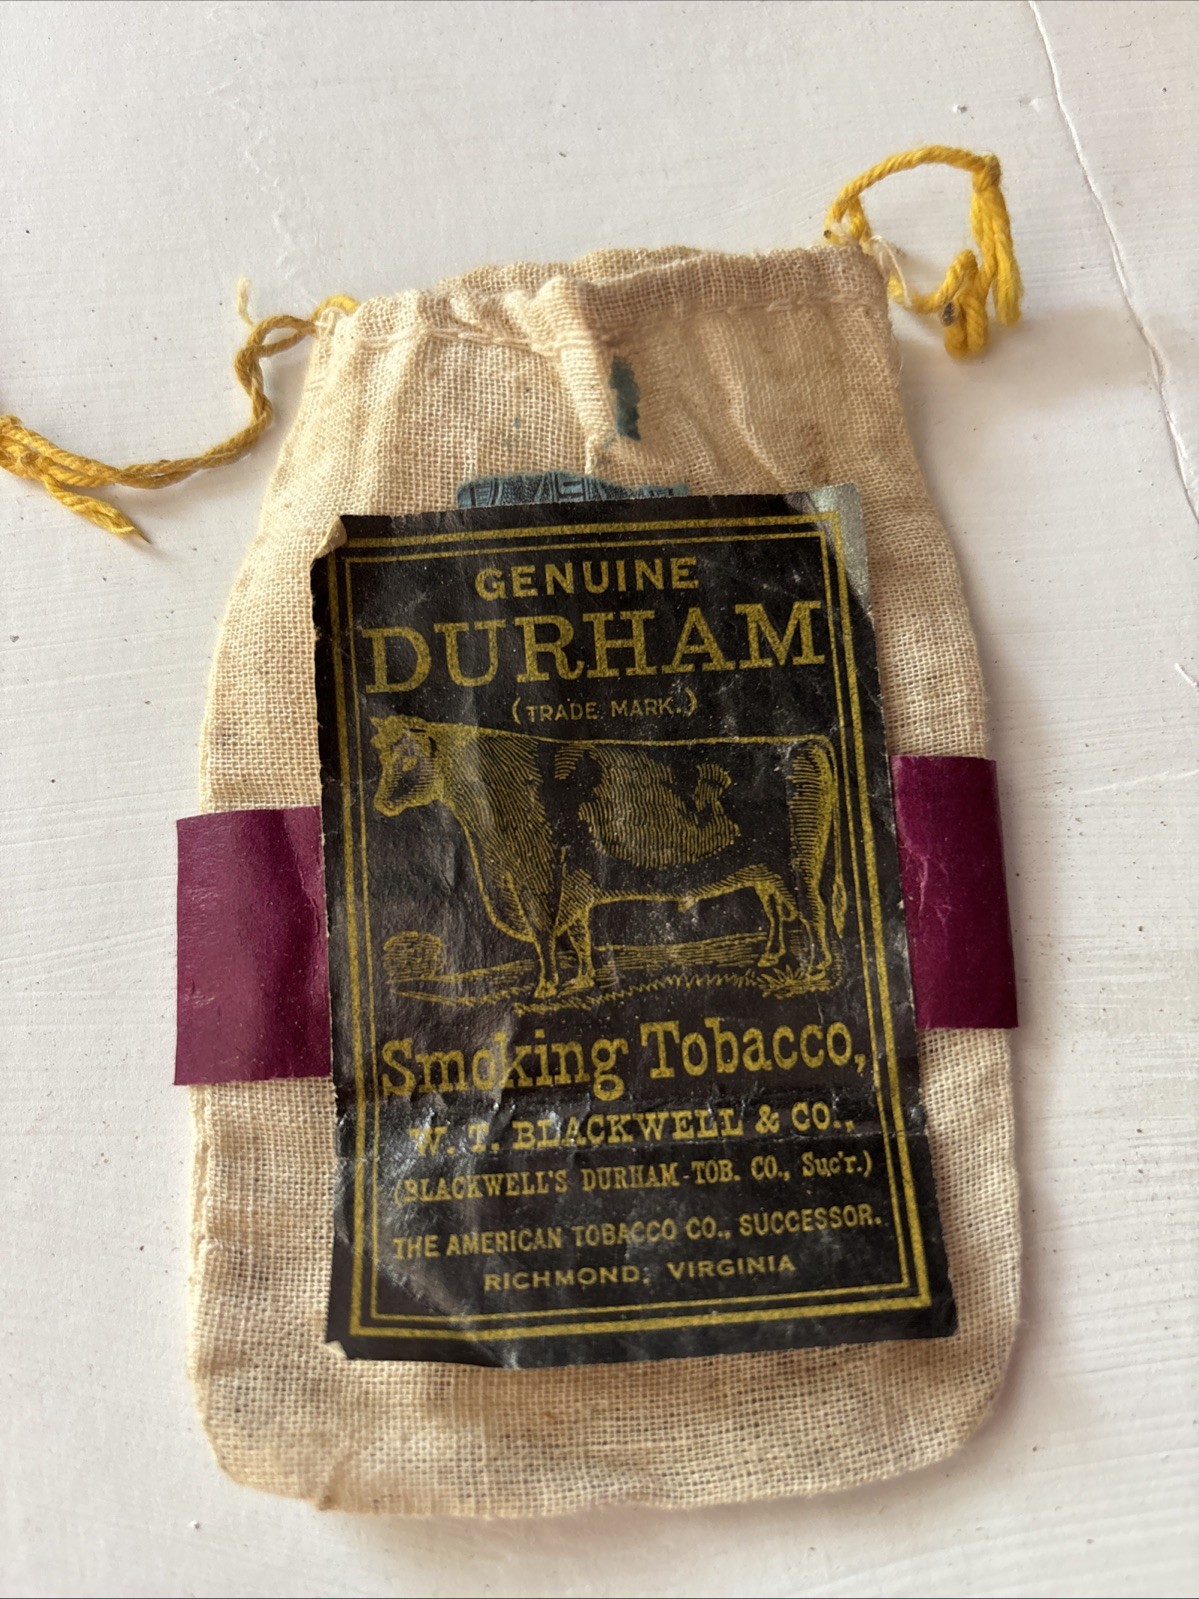 GENUINE
DURHAM
(TRADE MARK.)
Smoking Tobacco,
W. T. BLACKWELL & CO.,
(BLACKWELL'S DURHAM-TOB. CO., Suc'r.)
THE AMERICAN TOBACCO CO., SUCCESSOR.
RICHMOND, VIRGINIA